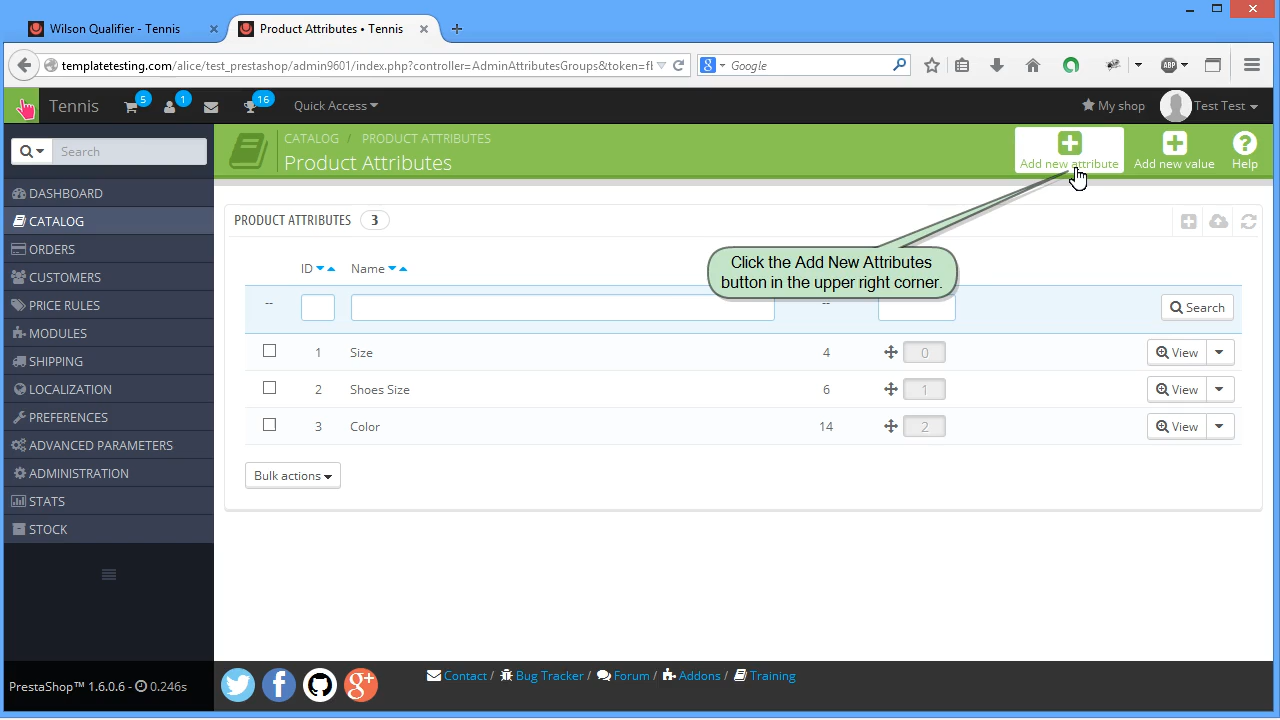 Wilson Qualifier - Tennis
Product Attributes • Tennis
templatetesting.com/alice/test_prestashop/admin9601/index.php?controller=AdminAttributesGroups&token=fl
Google
ABP
Tennis 5 1 16 Quick Access
My shop Test Test
Search
CATALOG / PRODUCT ATTRIBUTES
Product Attributes
Add new attribute
Add new value
Help
DASHBOARD
CATALOG
ORDERS
CUSTOMERS
PRICE RULES
MODULES
SHIPPING
LOCALIZATION
PREFERENCES
ADVANCED PARAMETERS
ADMINISTRATION
STATS
STOCK
PRODUCT ATTRIBUTES 3
Click the Add New Attributes
button in the upper right corner.
ID Name
-- -- Search
1 Size 4 0 View
2 Shoes Size 6 1 View
3 Color 14 2 View
Bulk actions
PrestaShop™ 1.6.0.6 - 0.246s
Contact / Bug Tracker / Forum / Addons / Training